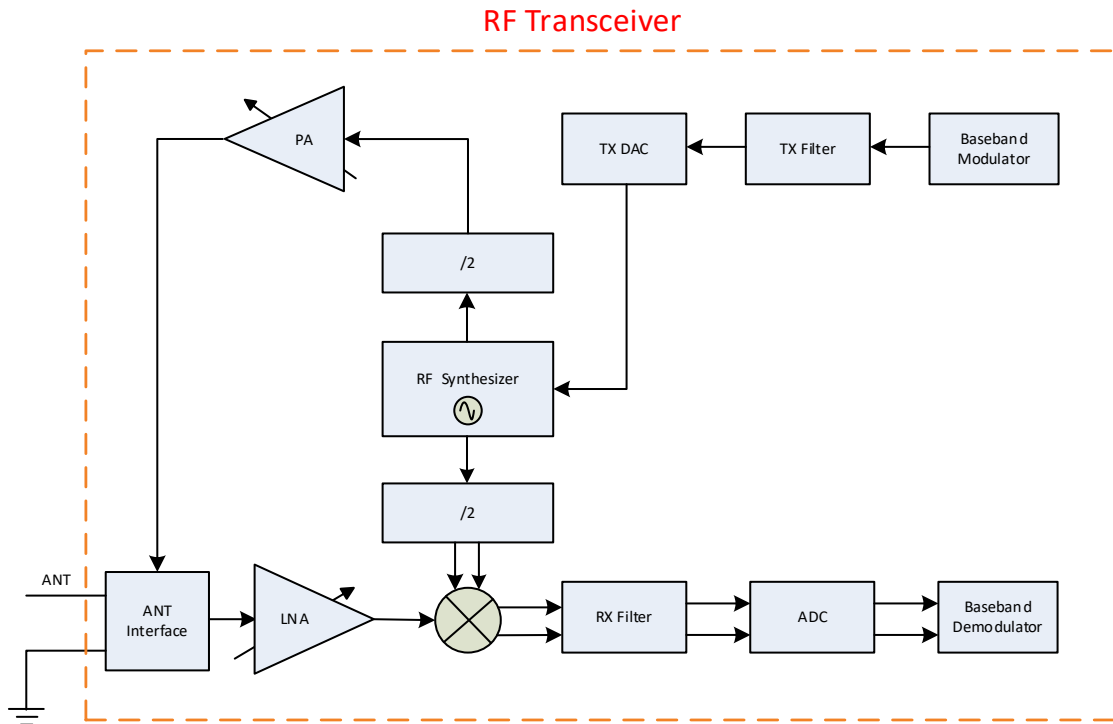 RF Transceiver
PA
TX DAC
TX Filter
Baseband
Modulator
/2
RF Synthesizer
/2
ANT
ANT
Interface
LNA
RX Filter
ADC
Baseband
Demodulator